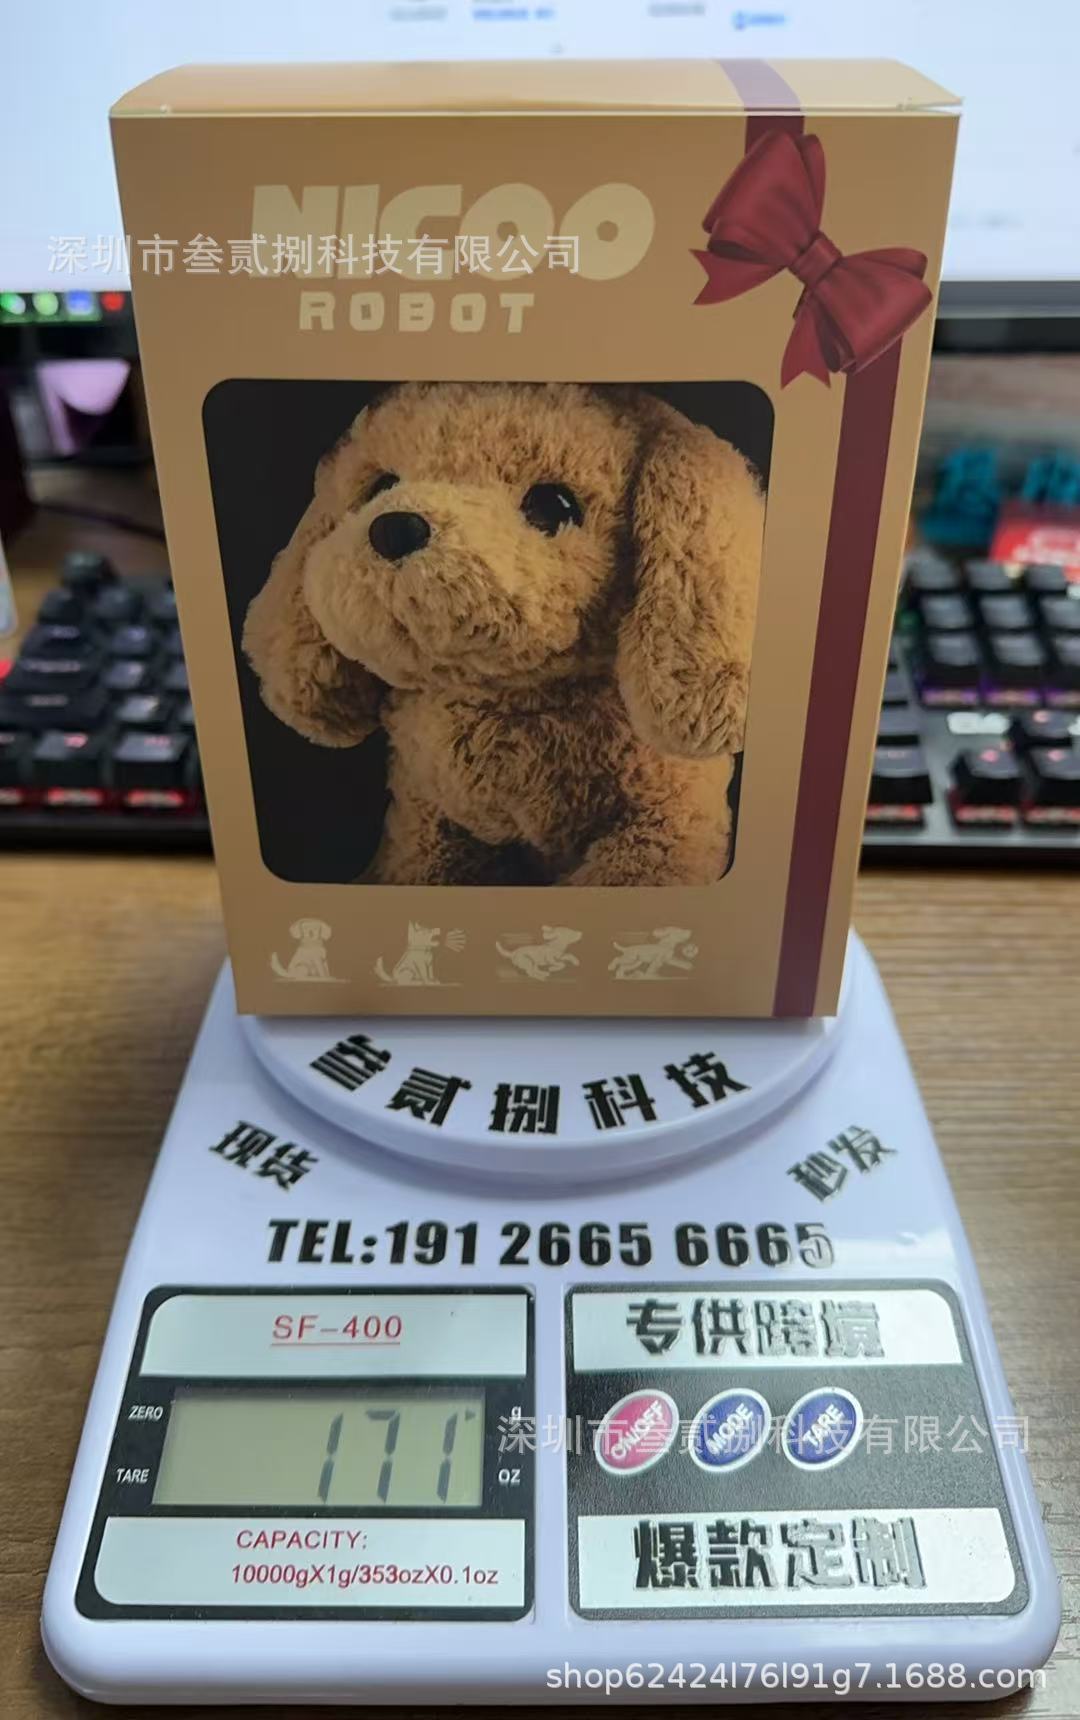 NICOO
深圳市叁贰捌科技有限公司
ROBOT
叁贰捌科技
现货
秒发
TEL:191 2665 6665
SF-400
专供跨境
ZERO
g
171
ON/OFF
MODE
TARE
深圳市叁贰捌科技有限公司
TARE
OZ
CAPACITY:
10000gX1g/353ozX0.1oz
爆款定制
shop62424l76l91g7.1688.com